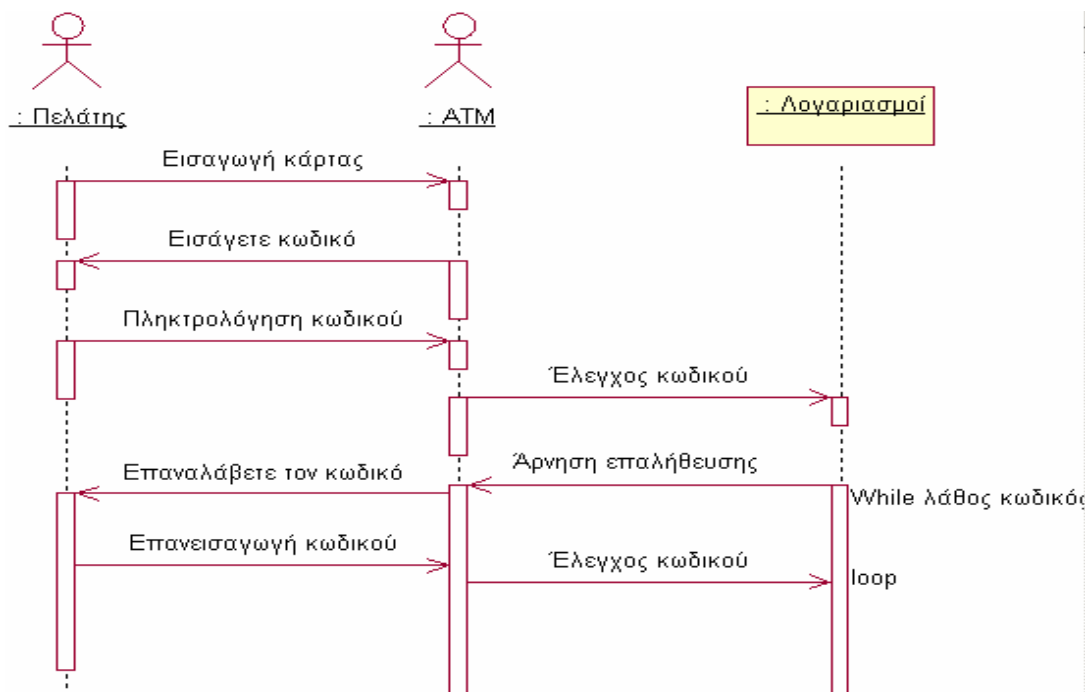 : Πελάτης
: ATM
: Λογαριασμοί
Εισαγωγή κάρτας
Εισάγετε κωδικό
Πληκτρολόγηση κωδικού
Έλεγχος κωδικού
Άρνηση επαλήθευσης
Επαναλάβετε τον κωδικό
While λάθος κωδικός
Επανεισαγωγή κωδικού
Έλεγχος κωδικού
loop